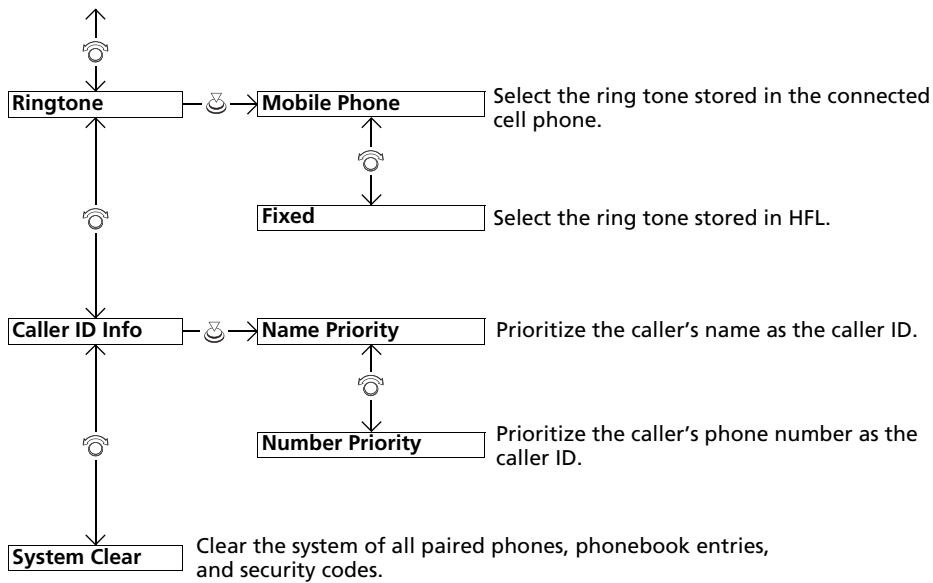 Ringtone
Mobile Phone
Select the ring tone stored in the connected
cell phone.
Fixed
Select the ring tone stored in HFL.
Caller ID Info
Name Priority
Prioritize the caller’s name as the caller ID.
Number Priority
Prioritize the caller’s phone number as the
caller ID.
System Clear
Clear the system of all paired phones, phonebook entries,
and security codes.